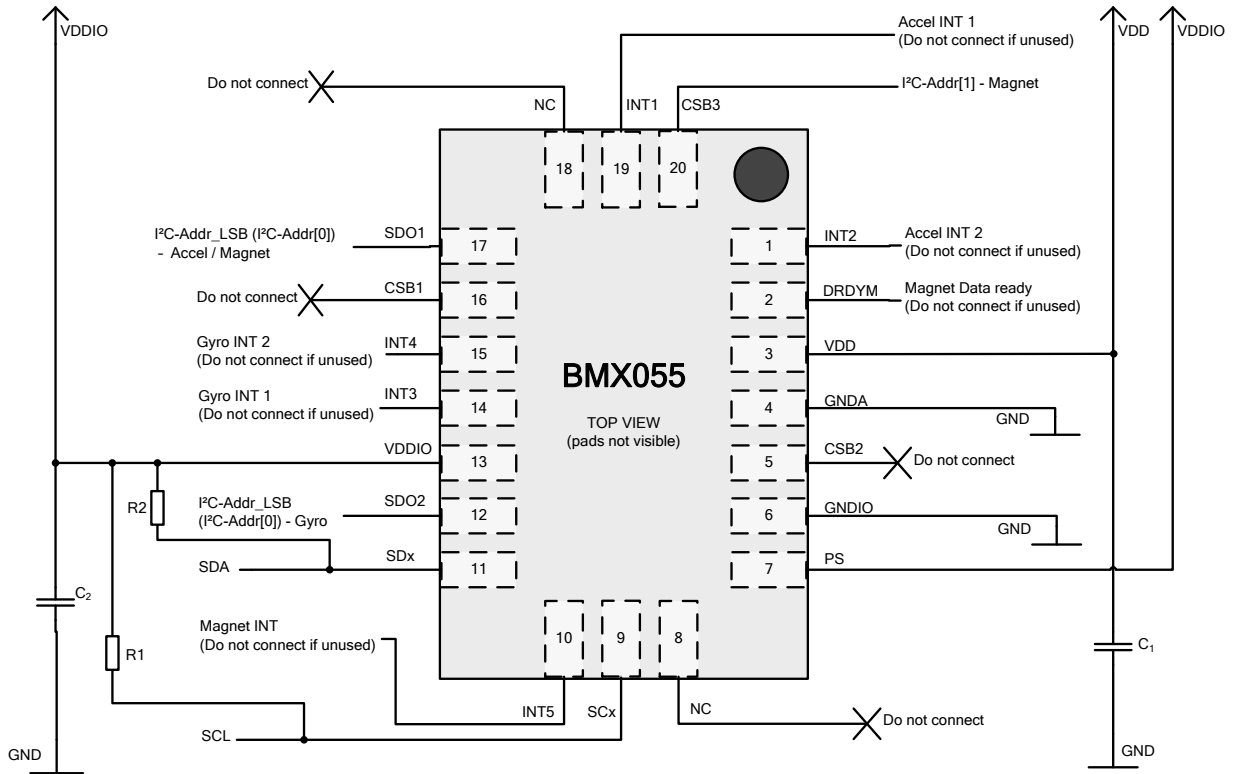 VDDIO
Accel INT 1
(Do not connect if unused)
VDD
VDDIO
Do not connect
I²C-Addr[1] - Magnet
NC
INT1
CSB3
18
19
20
I²C-Addr_LSB (I²C-Addr[0])
- Accel / Magnet
SDO1
17
1
INT2
Accel INT 2
(Do not connect if unused)
Do not connect
CSB1
16
2
DRDYM
Magnet Data ready
(Do not connect if unused)
Gyro INT 2
(Do not connect if unused)
INT4
15
3
VDD
BMX055
Gyro INT 1
(Do not connect if unused)
INT3
14
4
GNDA
GND
TOP VIEW
(pads not visible)
VDDIO
13
5
CSB2
Do not connect
R2
I²C-Addr_LSB
(I²C-Addr[0]) - Gyro
SDO2
12
6
GNDIO
GND
SDA
SDx
11
7
PS
C₂
Magnet INT
(Do not connect if unused)
10
9
8
C₁
R1
INT5
SCx
NC
Do not connect
SCL
GND
GND